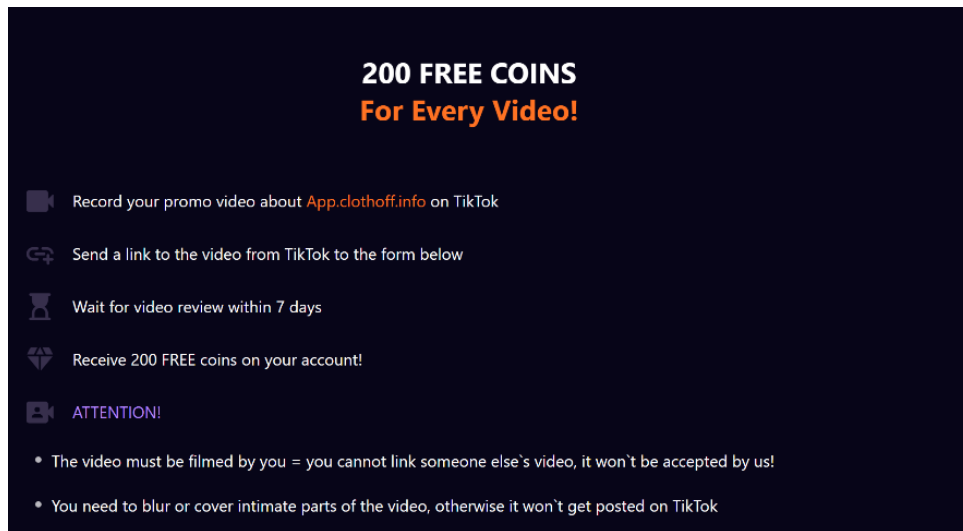 200 FREE COINS
For Every Video!
Record your promo video about App.clothoff.info on TikTok
Send a link to the video from TikTok to the form below
Wait for video review within 7 days
Receive 200 FREE coins on your account!
ATTENTION!
The video must be filmed by you = you cannot link someone else`s video, it won`t be accepted by us!
You need to blur or cover intimate parts of the video, otherwise it won`t get posted on TikTok